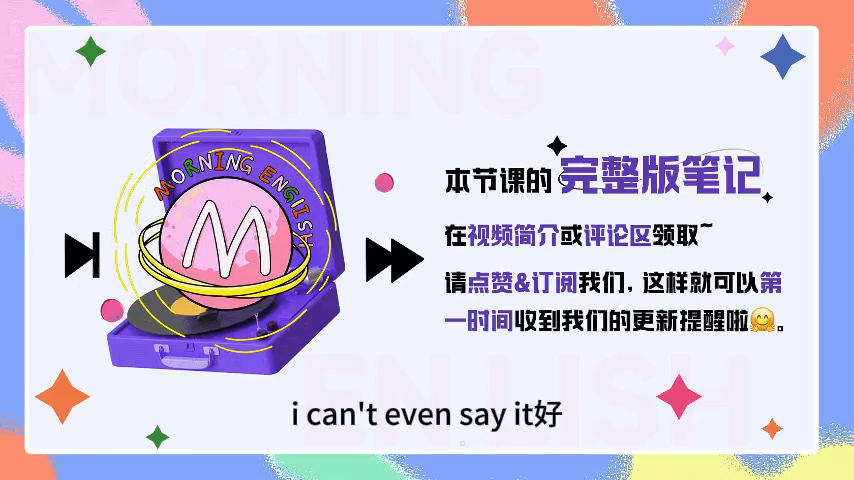 MORNING
MORNING ENGLISH
M
本节课的 完整版笔记
在视频简介或评论区领取~
请点赞&订阅我们，这样就可以第
一时间收到我们的更新提醒啦🤗。
ENLISH
i can't even say it好